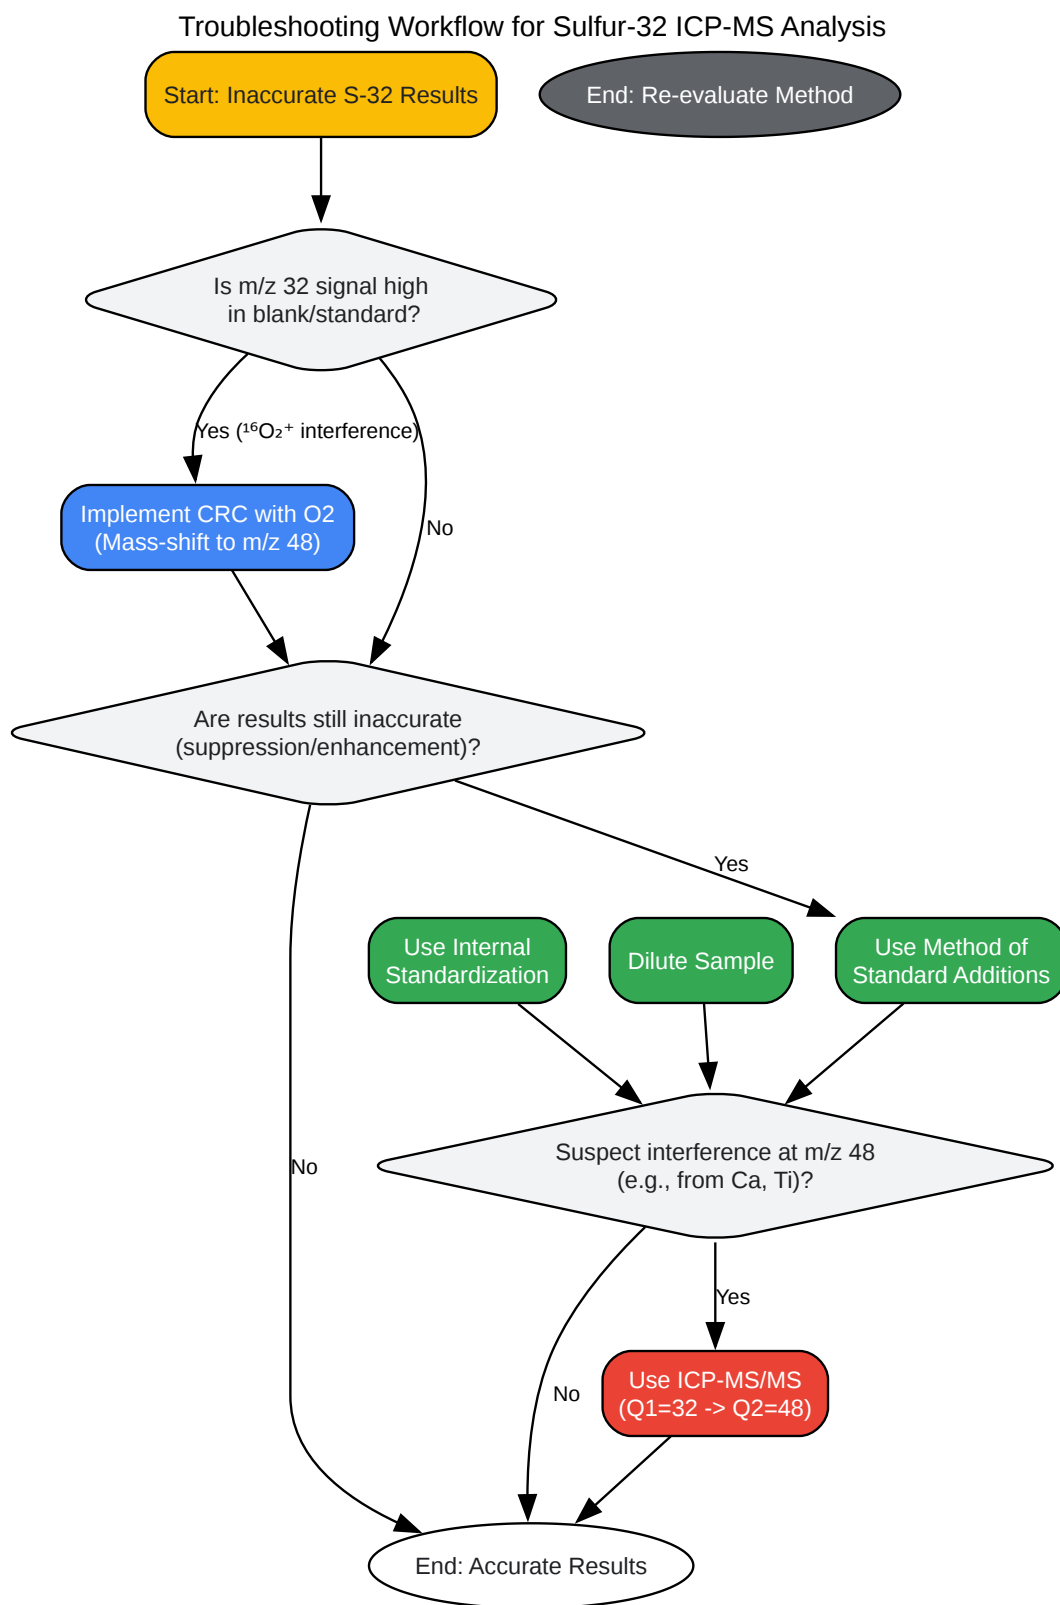 Troubleshooting Workflow for Sulfur-32 ICP-MS Analysis
Start: Inaccurate S-32 Results
End: Re-evaluate Method
Is m/z 32 signal high
in blank/standard?
Yes (¹⁶O₂⁺ interference)
Implement CRC with O2
(Mass-shift to m/z 48)
No
Are results still inaccurate
(suppression/enhancement)?
Yes
Use Internal
Standardization
Dilute Sample
Use Method of
Standard Additions
Suspect interference at m/z 48
(e.g., from Ca, Ti)?
No
Yes
Use ICP-MS/MS
(Q1=32 -> Q2=48)
No
End: Accurate Results